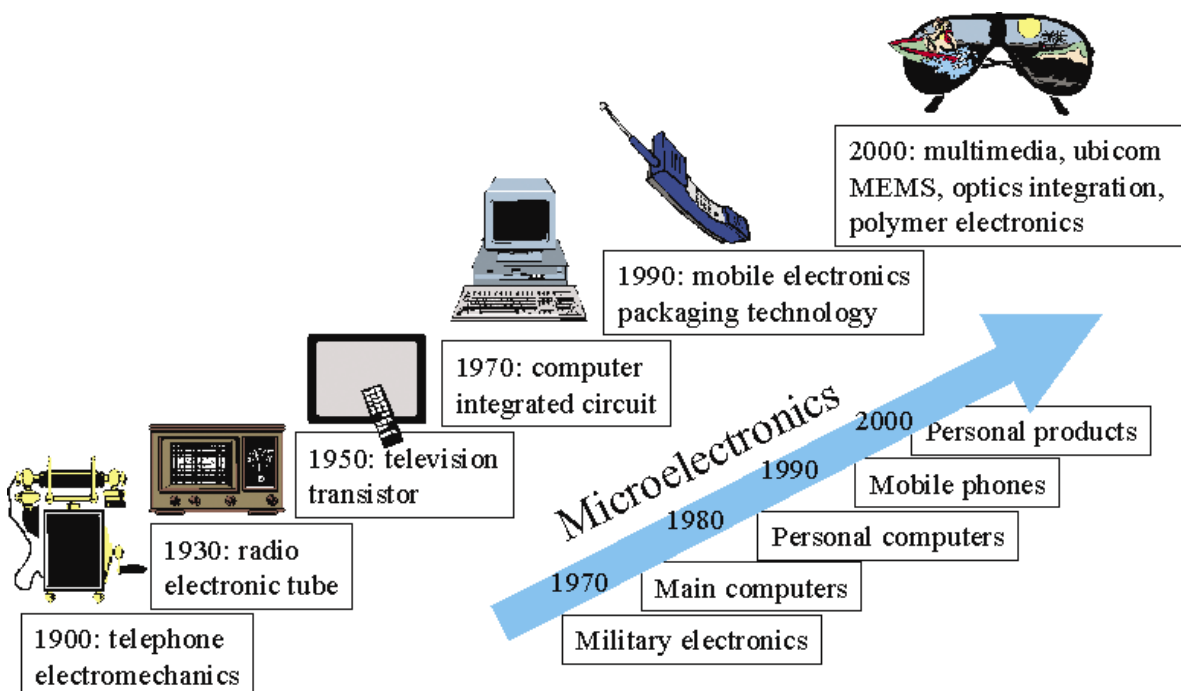 2000: multimedia, ubicom
MEMS, optics integration,
polymer electronics
1990: mobile electronics
packaging technology
1970: computer
integrated circuit
1950: television
transistor
1930: radio
electronic tube
1900: telephone
electromechanics
Microelectronics
2000
Personal products
1990
Mobile phones
1980
Personal computers
1970
Main computers
Military electronics